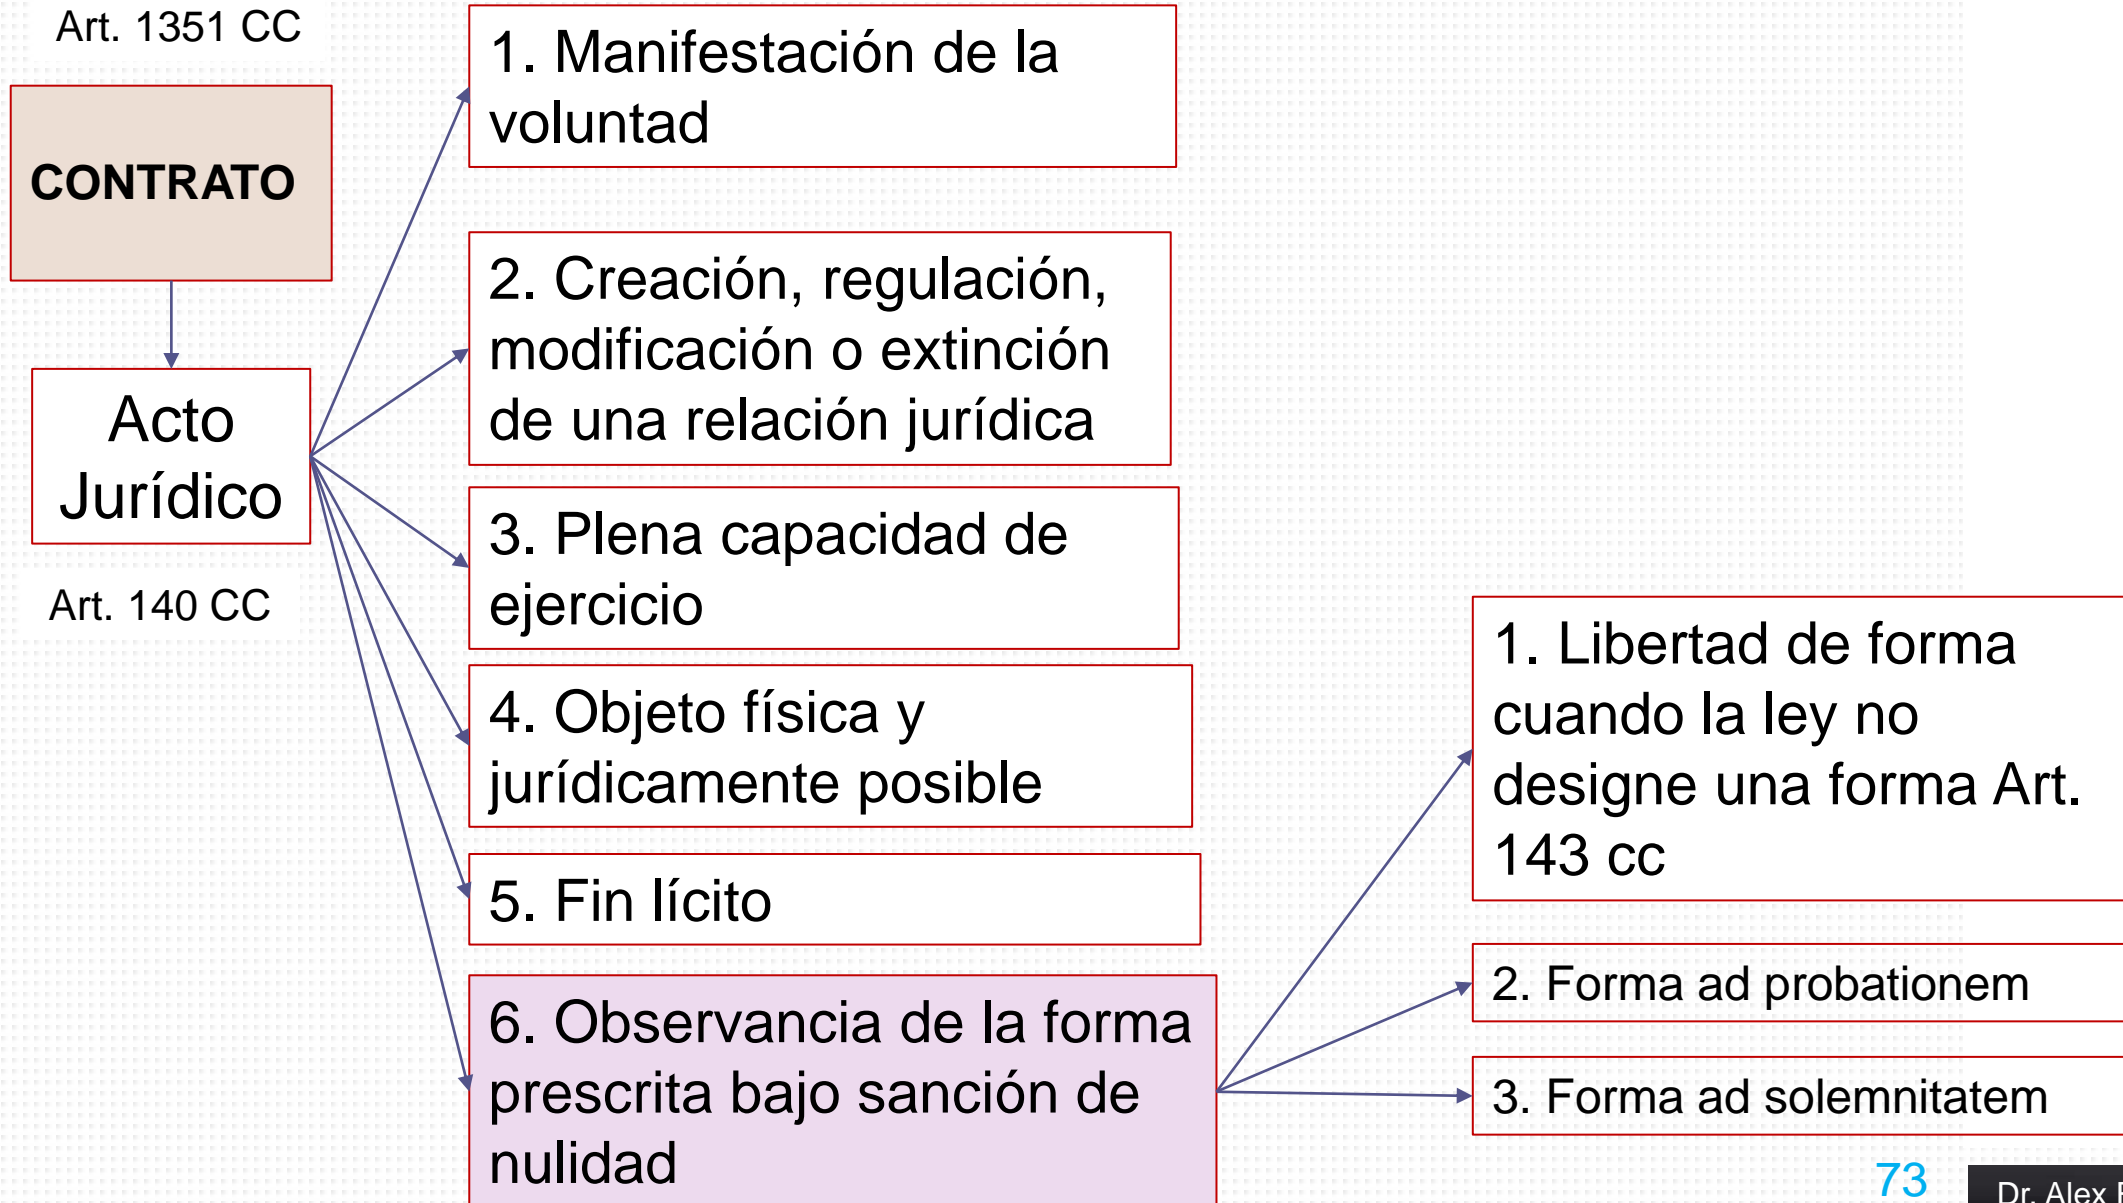 Art. 1351 CC
CONTRATO
Acto
Jurídico
Art. 140 CC
1. Manifestación de la
voluntad
2. Creación, regulación,
modificación o extinción
de una relación jurídica
3. Plena capacidad de
ejercicio
4. Objeto física y
jurídicamente posible
5. Fin lícito
6. Observancia de la forma
prescrita bajo sanción de
nulidad
1. Libertad de forma
cuando la ley no
designe una forma Art.
143 cc
2. Forma ad probationem
3. Forma ad solemnitatem
73
Dr. Alex